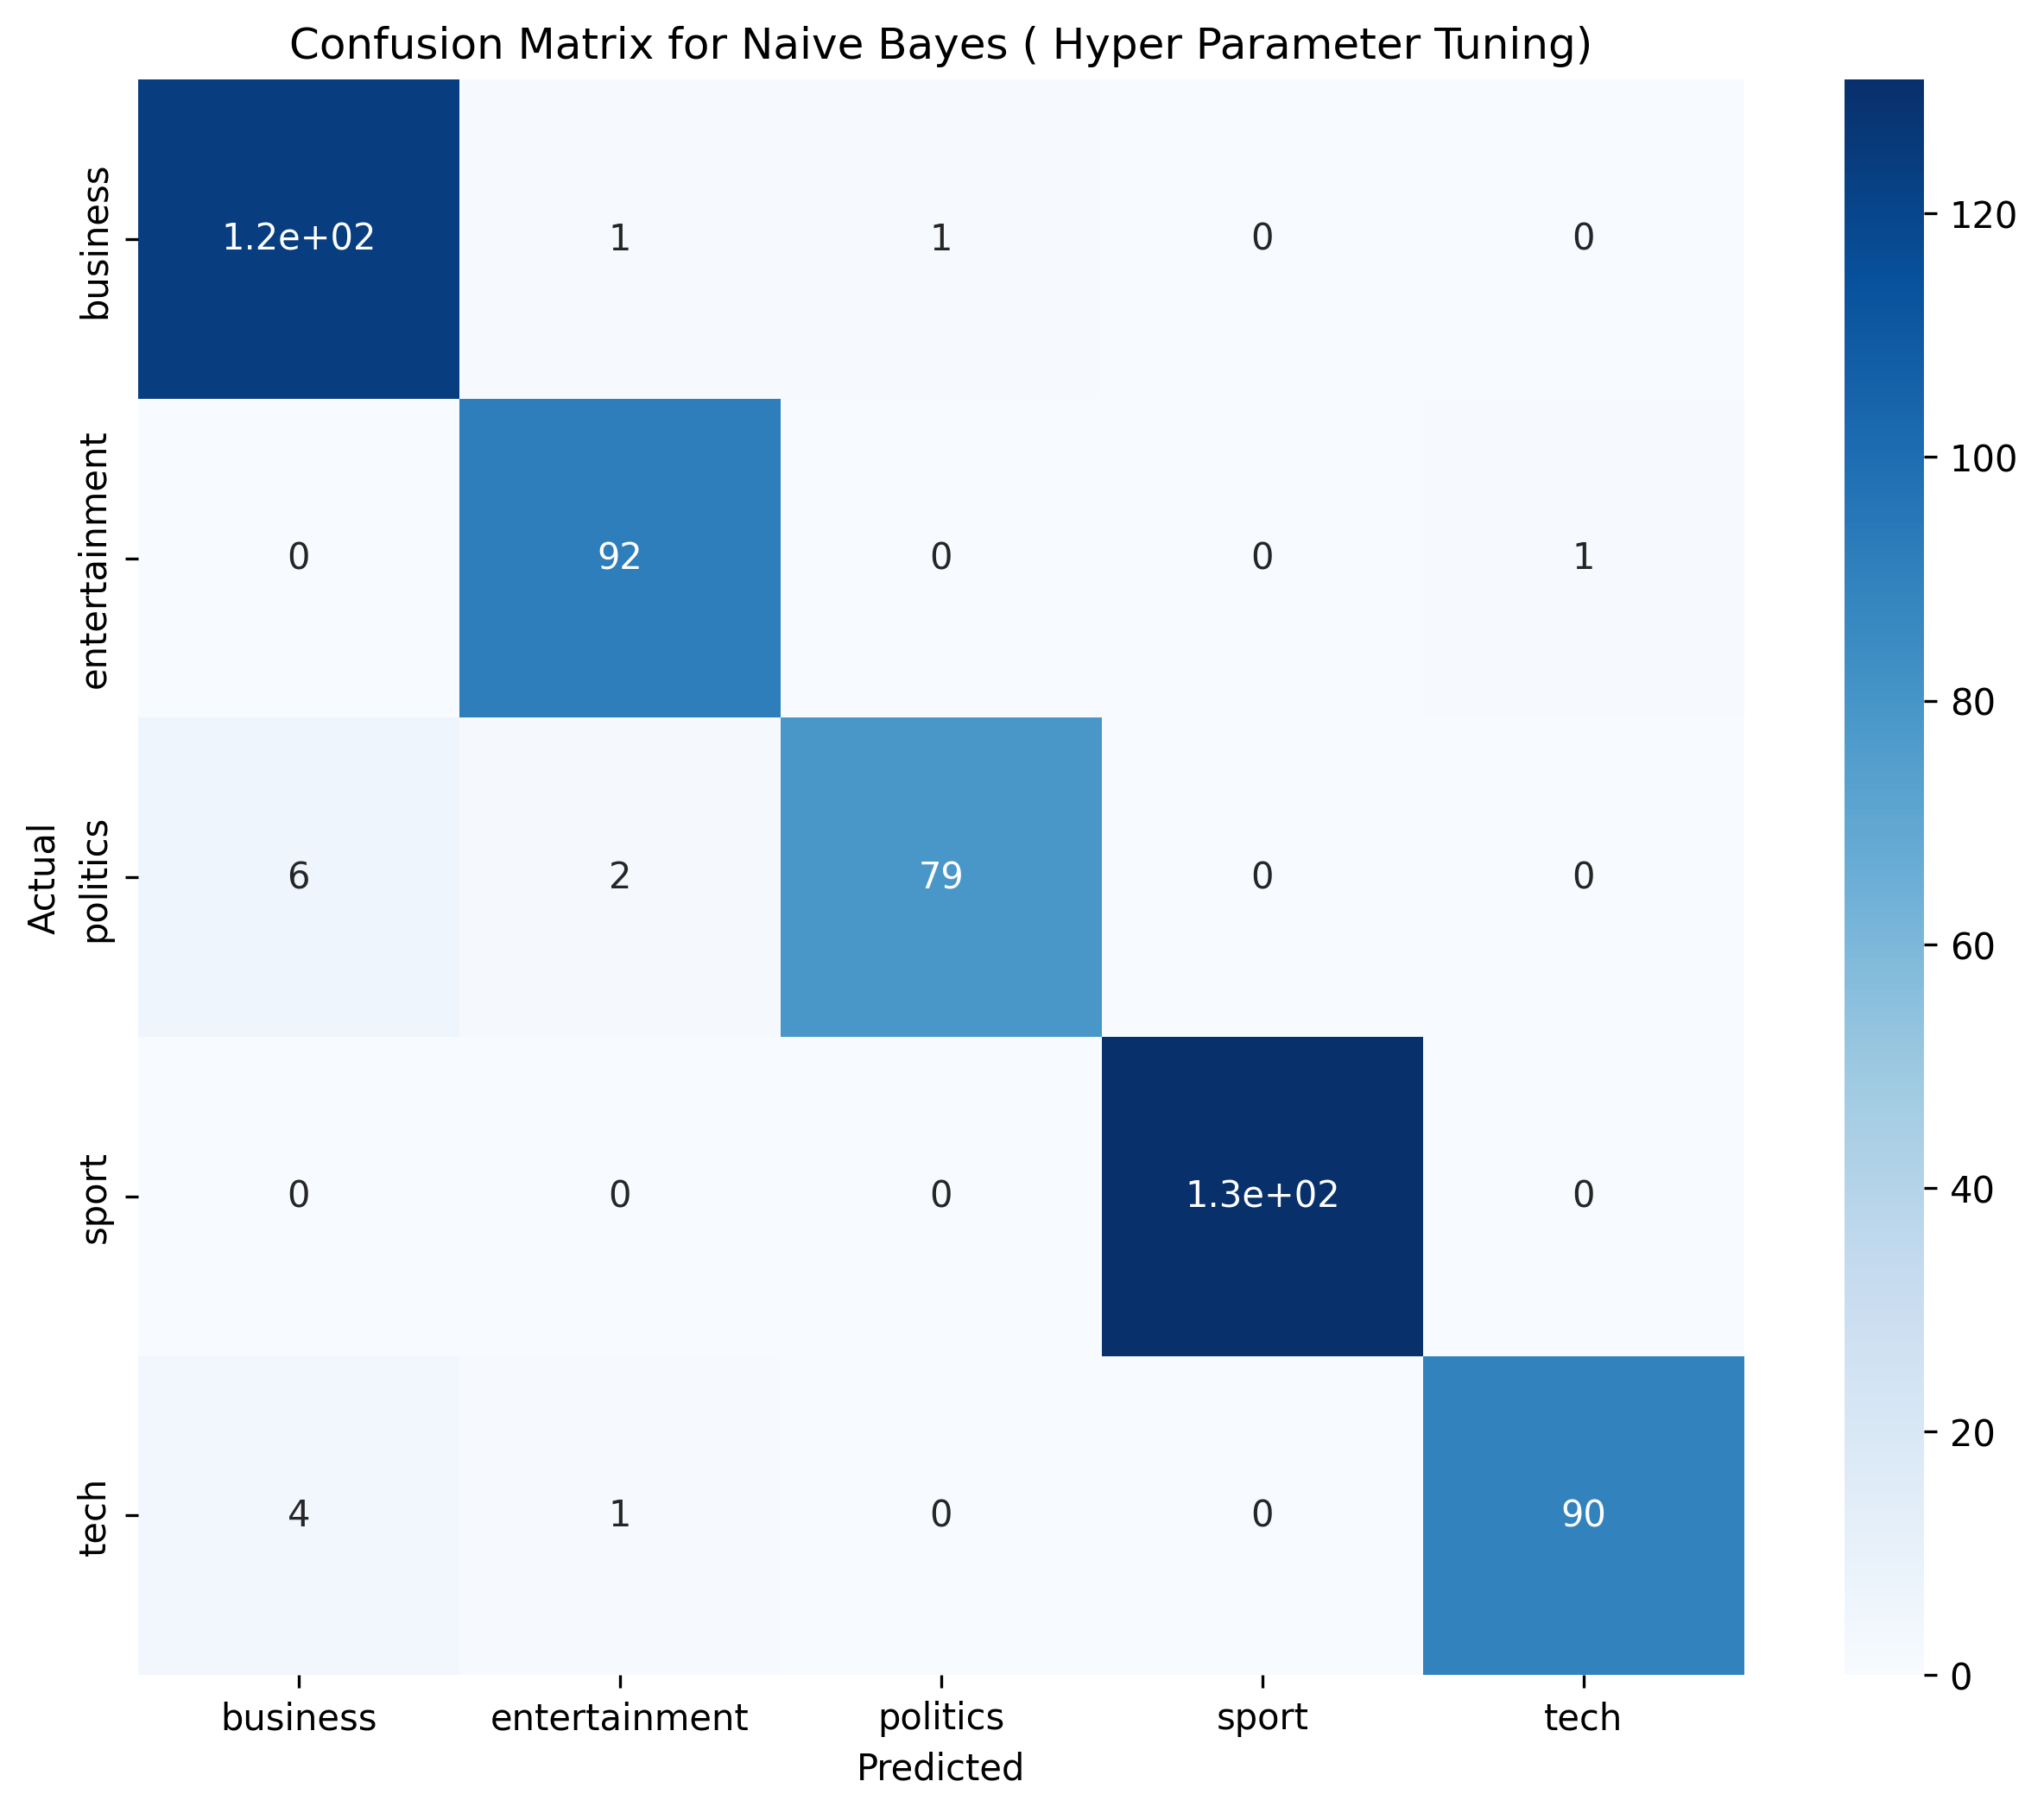 Confusion Matrix for Naive Bayes ( Hyper Parameter Tuning)
business 1.2e+02 1 1 0 0
entertainment 0 92 0 0 1
politics 6 2 79 0 0
sport 0 0 0 1.3e+02 0
tech 4 1 0 0 90
Actual
business entertainment politics sport tech
Predicted
120
100
80
60
40
20
0